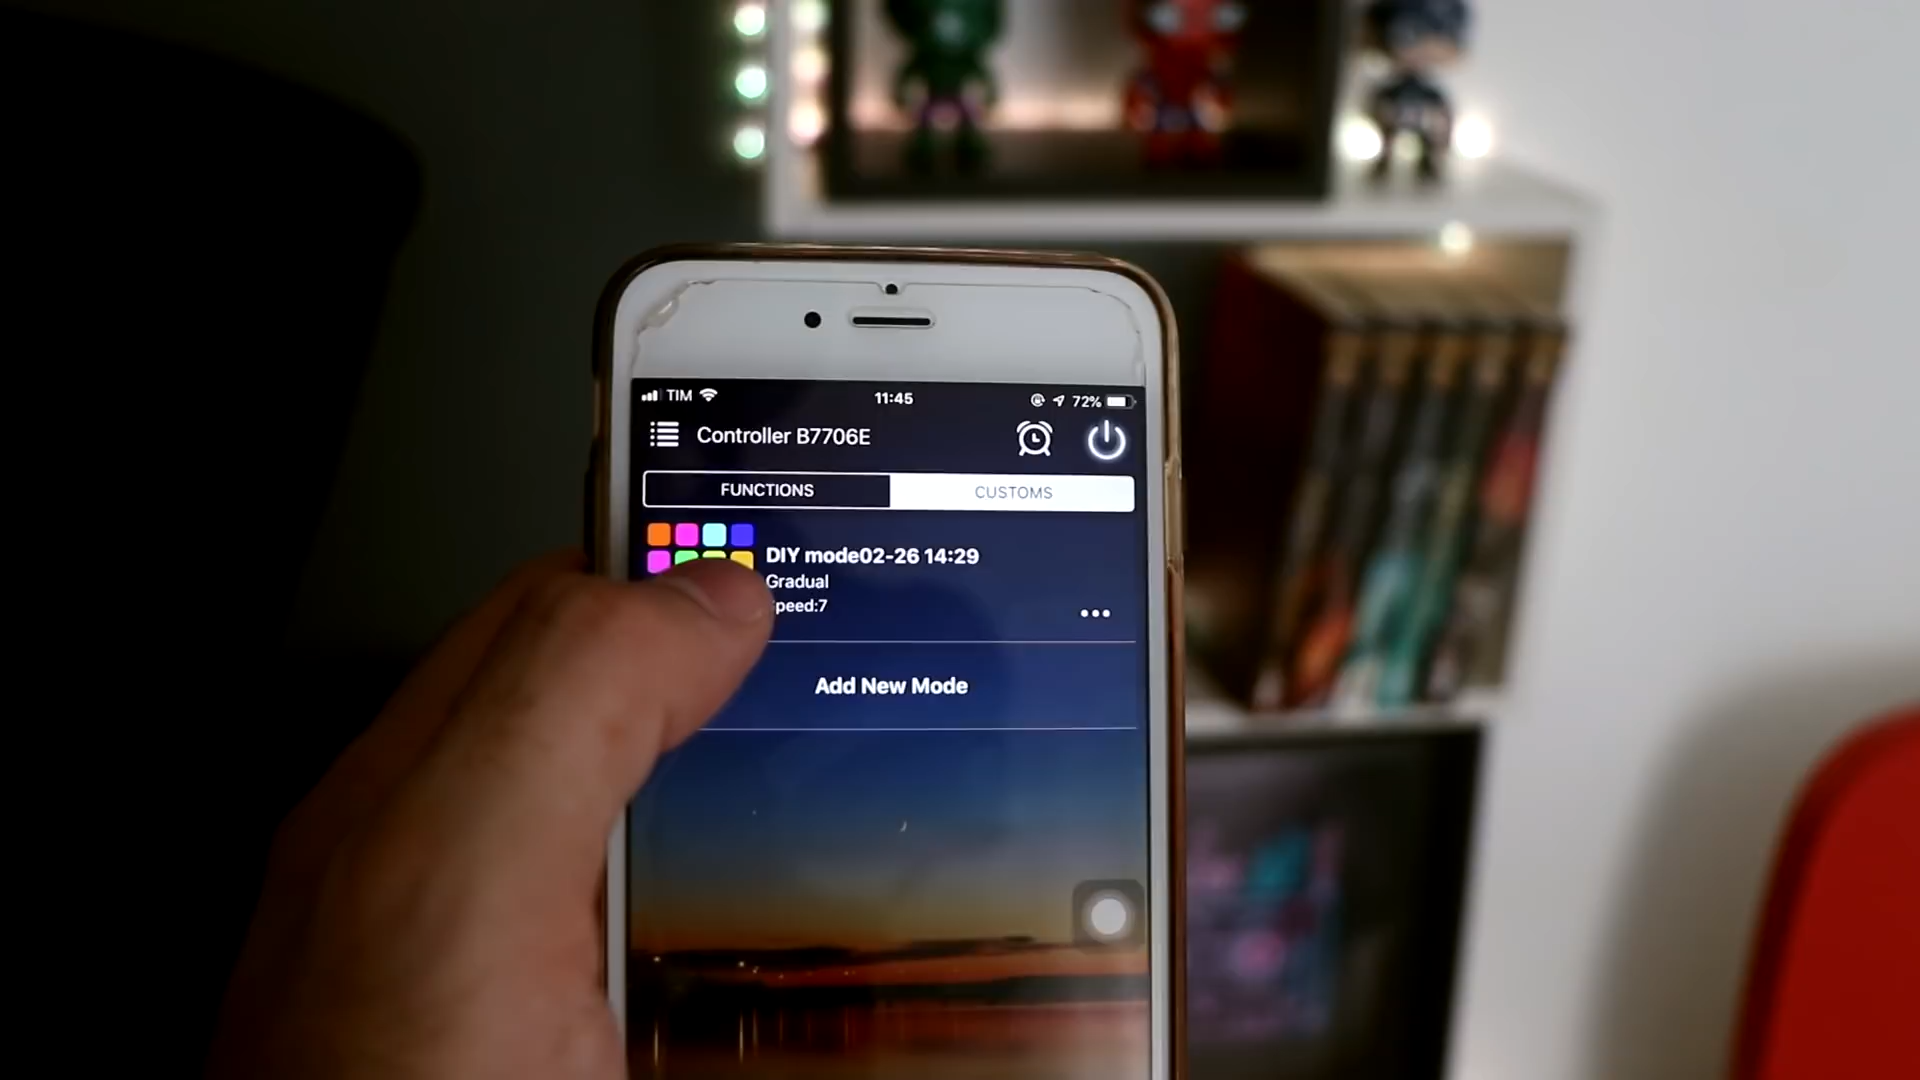 TIM 11:45 72%
Controller B7706E
FUNCTIONS CUSTOMS
DIY mode02-26 14:29
Gradual
peed:7
Add New Mode